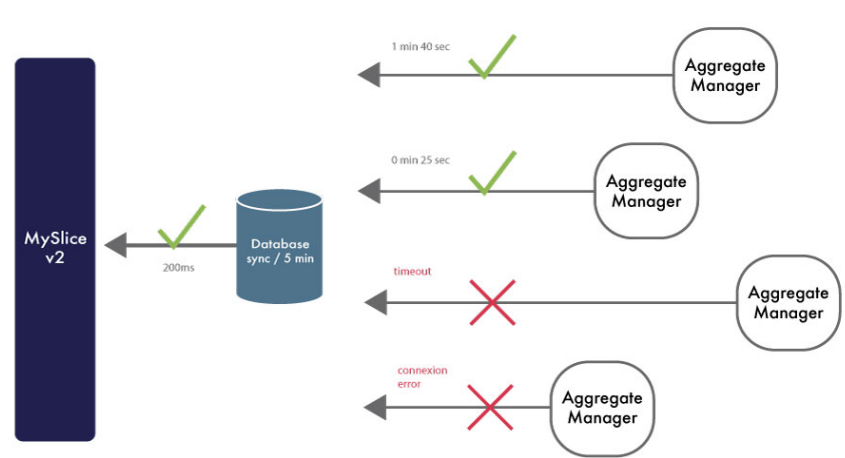 1 min 40 sec
Aggregate
Manager
0 min 25 sec
Aggregate
Manager
MySlice
v2
200ms
Database
sync / 5 min
timeout
Aggregate
Manager
connexion
error
Aggregate
Manager